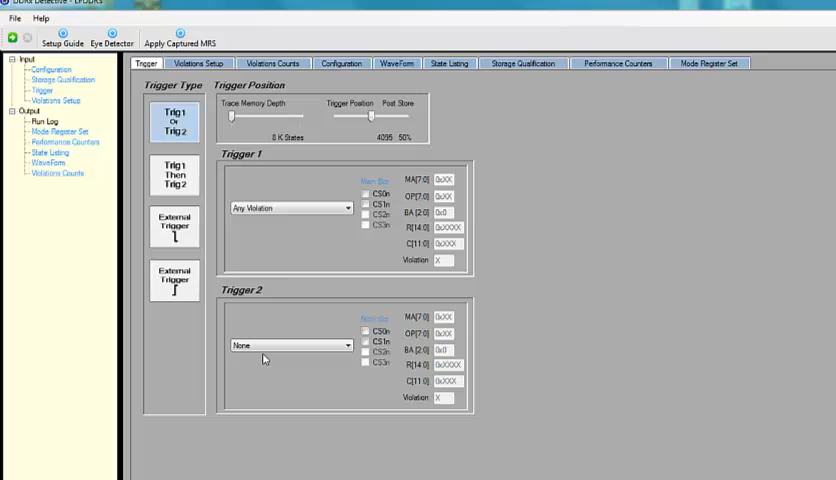 DDRx Detective - LPDDR3
File Help
Setup Guide Eye Detector Apply Captured MRS
Input
Configuration
Storage Qualification
Trigger
Violations Setup
Output
Run Log
Mode Register Set
Performance Counters
State Listing
WaveForm
Violations Counts
Trigger Violations Setup Violations Counts Configuration WaveForm State Listing Storage Qualification Performance Counters Mode Register Set
Trigger Type
Trig1
Or
Trig2
Trig1
Then
Trig2
External
Trigger
External
Trigger
Trigger Position
Trace Memory Depth Trigger Position Post Store
8 K States 4095 50%
Trigger 1
Any Violation
CS0n
CS1n
CS2n
CS3n
MA[7:0] 0xXX
OP[7:0] 0xXX
BA [2:0] 0x0
R[14:0] 0xXXXX
C[11:0] 0xXXX
Violation X
Trigger 2
None
CS0n
CS1n
CS2n
CS3n
MA[7:0] 0xXX
OP[7:0] 0xXX
BA [2:0] 0x0
R[14:0] 0xXXXX
C[11:0] 0xXXX
Violation X